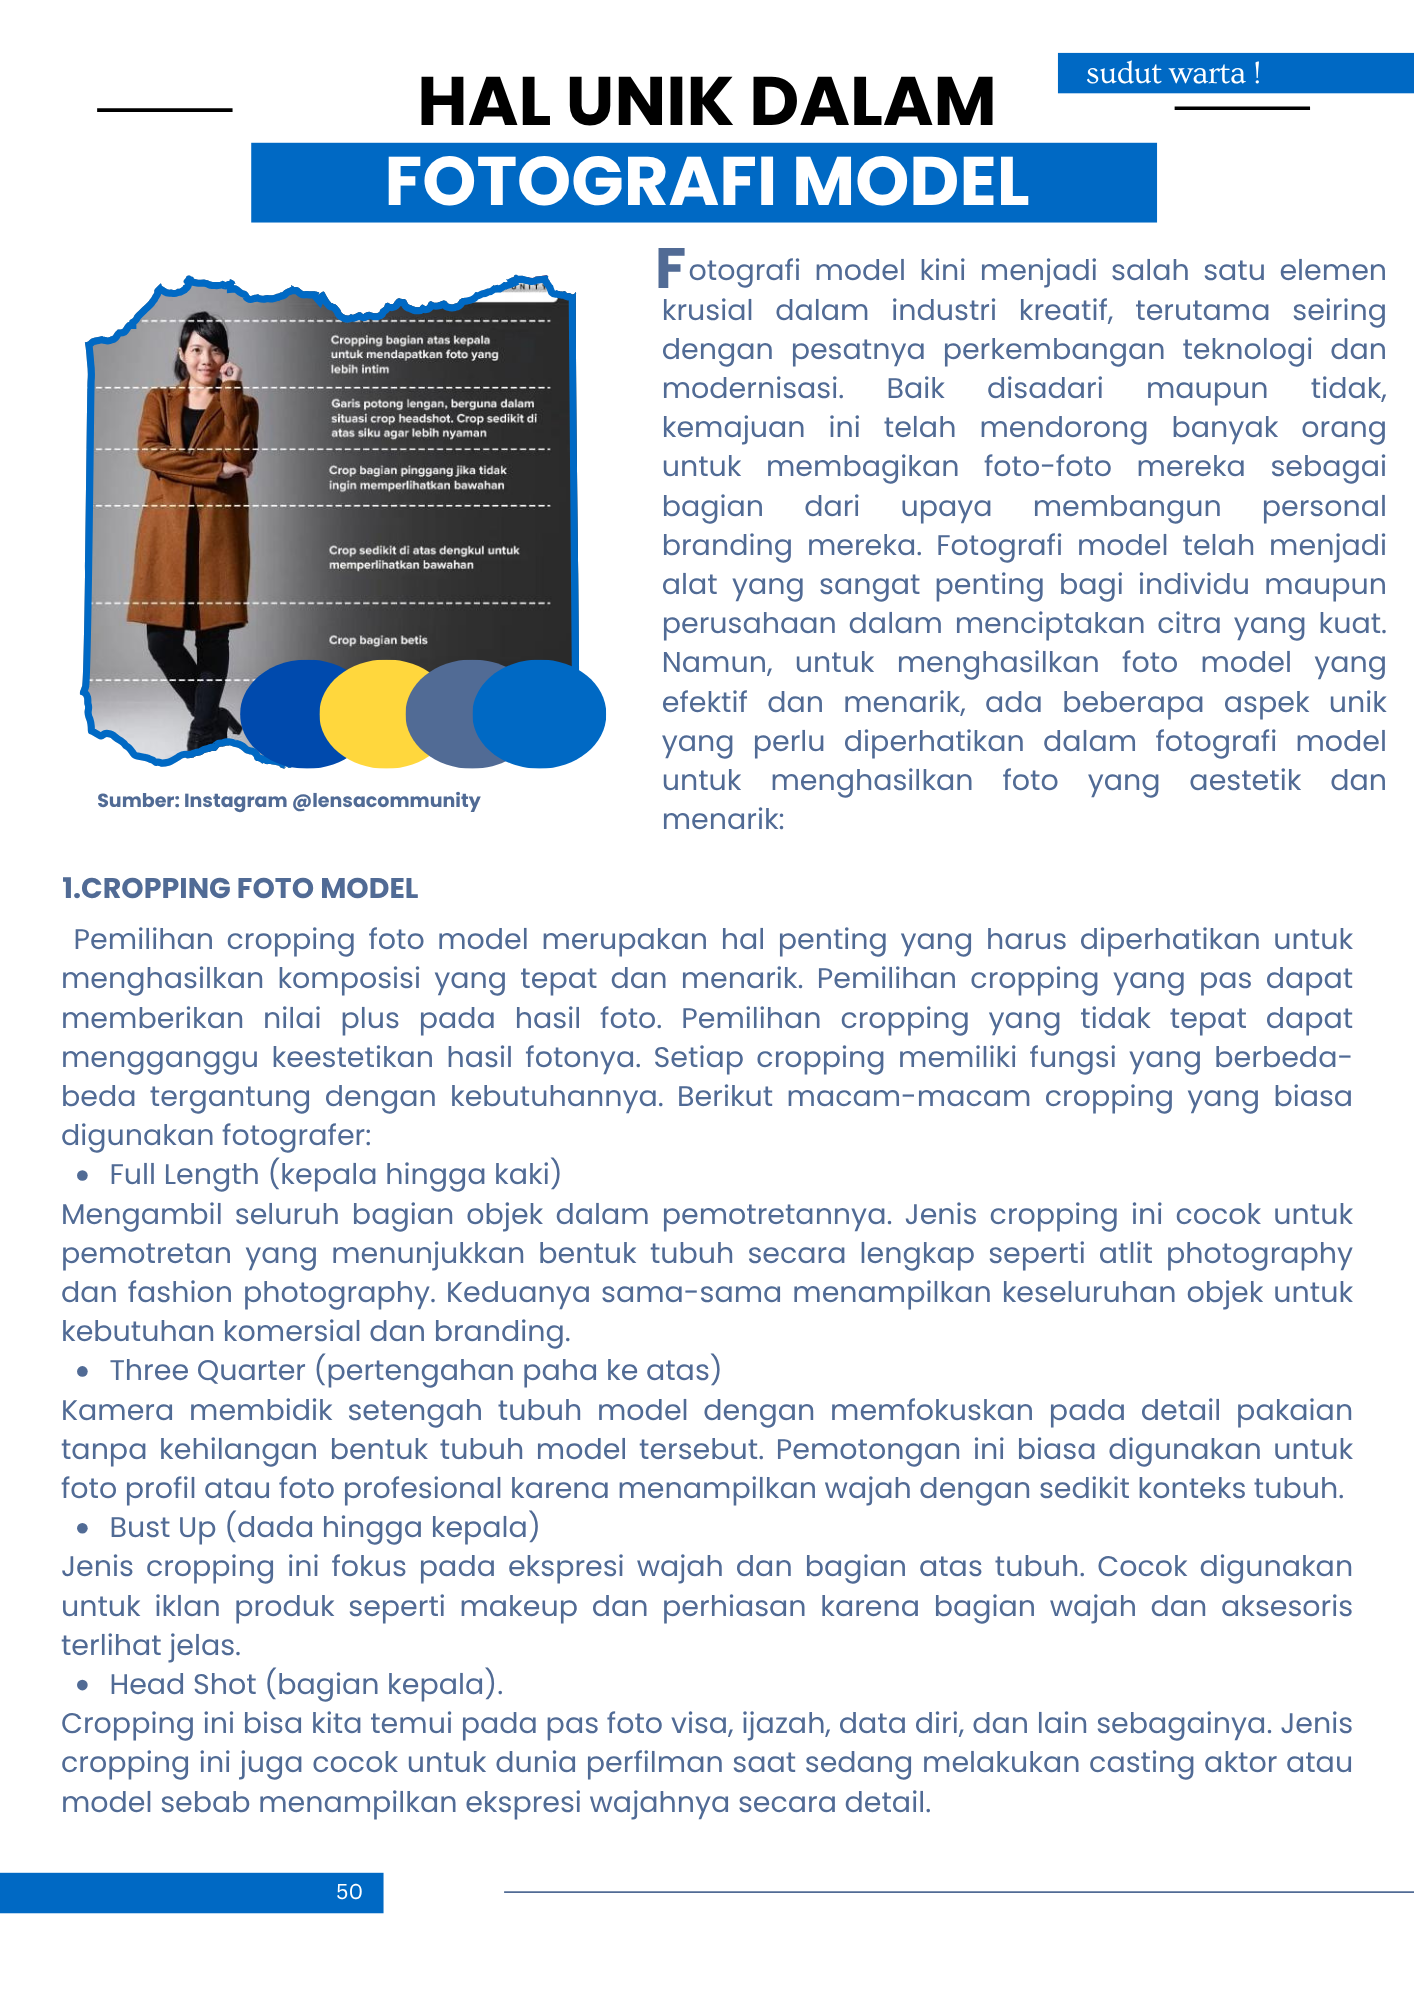 sudut warta !
HAL UNIK DALAM
FOTOGRAFI MODEL
Cropping bagian atas kepala
untuk mendapatkan foto yang
lebih intim
Garis potong lengan, berguna dalam
situasi crop headshot. Crop sedikit di
atas siku agar lebih nyaman
Crop bagian pinggang jika tidak
ingin memperlihatkan bawahan
Crop sedikit di atas dengkul untuk
memperlihatkan bawahan
Crop bagian betis
Sumber: Instagram @lensacommunity
Fotografi model kini menjadi salah satu elemen
krusial dalam industri kreatif, terutama seiring
dengan pesatnya perkembangan teknologi dan
modernisasi. Baik disadari maupun tidak,
kemajuan ini telah mendorong banyak orang
untuk membagikan foto-foto mereka sebagai
bagian dari upaya membangun personal
branding mereka. Fotografi model telah menjadi
alat yang sangat penting bagi individu maupun
perusahaan dalam menciptakan citra yang kuat.
Namun, untuk menghasilkan foto model yang
efektif dan menarik, ada beberapa aspek unik
yang perlu diperhatikan dalam fotografi model
untuk menghasilkan foto yang aestetik dan
menarik:
1.CROPPING FOTO MODEL
Pemilihan cropping foto model merupakan hal penting yang harus diperhatikan untuk
menghasilkan komposisi yang tepat dan menarik. Pemilihan cropping yang pas dapat
memberikan nilai plus pada hasil foto. Pemilihan cropping yang tidak tepat dapat
mengganggu keestetikan hasil fotonya. Setiap cropping memiliki fungsi yang berbeda-
beda tergantung dengan kebutuhannya. Berikut macam-macam cropping yang biasa
digunakan fotografer:
• Full Length (kepala hingga kaki)
Mengambil seluruh bagian objek dalam pemotretannya. Jenis cropping ini cocok untuk
pemotretan yang menunjukkan bentuk tubuh secara lengkap seperti atlit photography
dan fashion photography. Keduanya sama-sama menampilkan keseluruhan objek untuk
kebutuhan komersial dan branding.
• Three Quarter (pertengahan paha ke atas)
Kamera membidik setengah tubuh model dengan memfokuskan pada detail pakaian
tanpa kehilangan bentuk tubuh model tersebut. Pemotongan ini biasa digunakan untuk
foto profil atau foto profesional karena menampilkan wajah dengan sedikit konteks tubuh.
• Bust Up (dada hingga kepala)
Jenis cropping ini fokus pada ekspresi wajah dan bagian atas tubuh. Cocok digunakan
untuk iklan produk seperti makeup dan perhiasan karena bagian wajah dan aksesoris
terlihat jelas.
• Head Shot (bagian kepala).
Cropping ini bisa kita temui pada pas foto visa, ijazah, data diri, dan lain sebagainya. Jenis
cropping ini juga cocok untuk dunia perfilman saat sedang melakukan casting aktor atau
model sebab menampilkan ekspresi wajahnya secara detail.
50